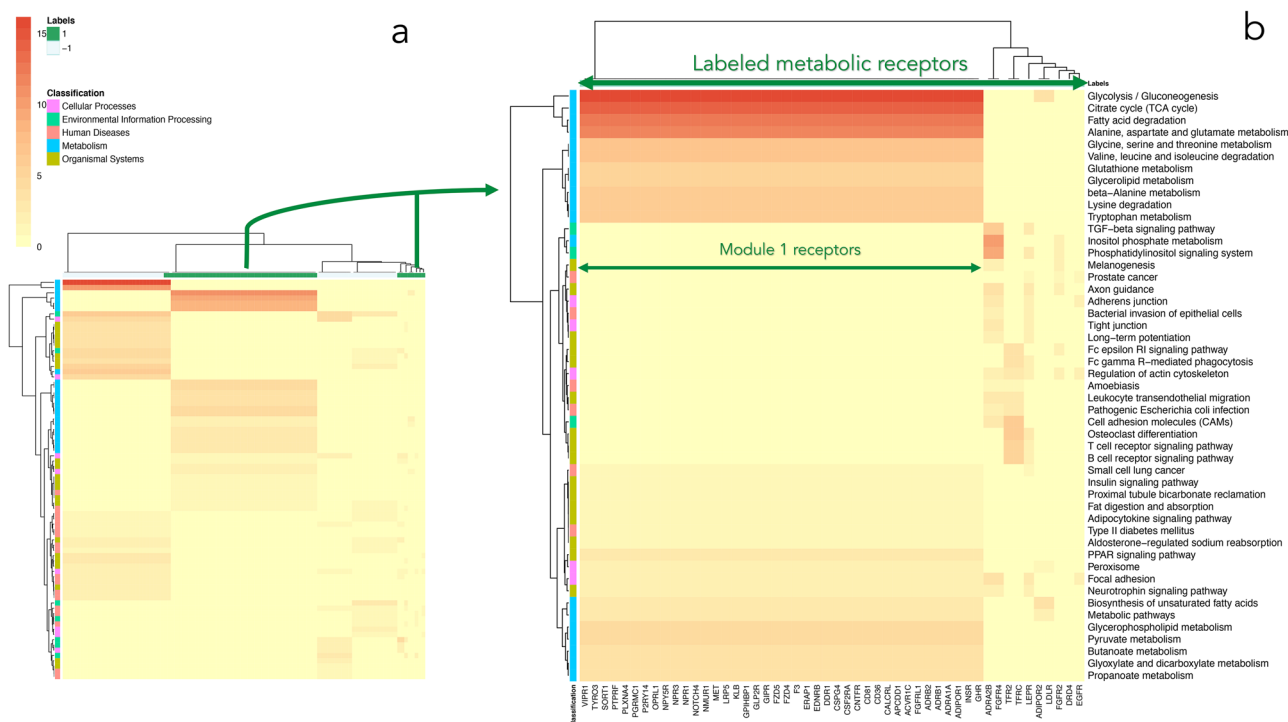 a
b
15
10
5
0
Labels
1
−1
Classification
Cellular Processes
Environmental Information Processing
Human Diseases
Metabolism
Organismal Systems
Labeled metabolic receptors
Module 1 receptors
Labels
Glycolysis / Gluconeogenesis
Citrate cycle (TCA cycle)
Fatty acid degradation
Alanine, aspartate and glutamate metabolism
Glycine, serine and threonine metabolism
Valine, leucine and isoleucine degradation
Glutathione metabolism
Glycerolipid metabolism
beta−Alanine metabolism
Lysine degradation
Tryptophan metabolism
TGF−beta signaling pathway
Inositol phosphate metabolism
Phosphatidylinositol signaling system
Melanogenesis
Prostate cancer
Axon guidance
Adherens junction
Bacterial invasion of epithelial cells
Tight junction
Long−term potentiation
Fc epsilon RI signaling pathway
Fc gamma R−mediated phagocytosis
Regulation of actin cytoskeleton
Amoebiasis
Leukocyte transendothelial migration
Pathogenic Escherichia coli infection
Cell adhesion molecules (CAMs)
Osteoclast differentiation
T cell receptor signaling pathway
B cell receptor signaling pathway
Small cell lung cancer
Insulin signaling pathway
Proximal tubule bicarbonate reclamation
Fat digestion and absorption
Adipocytokine signaling pathway
Type II diabetes mellitus
Aldosterone−regulated sodium reabsorption
PPAR signaling pathway
Peroxisome
Focal adhesion
Neurotrophin signaling pathway
Biosynthesis of unsaturated fatty acids
Metabolic pathways
Glycerophospholipid metabolism
Pyruvate metabolism
Butanoate metabolism
Glyoxylate and dicarboxylate metabolism
Propanoate metabolism
Classification
VIPR1
TYRO3
SORT1
PTPRF
PLXNA4
PGRMC1
P2RY14
OPRL1
NPY5R
NPR3
NPR1
NOTCH4
NMUR1
MET
LRP5
KLB
GPIHBP1
GLP2R
GIPR
FZD5
FZD4
F3
ERAP1
EDNRB
DDR1
CSPG4
CSF2RA
CNTFR
CD81
CD36
CALCRL
APCDD1
ACVR1C
FGFRL1
ADRB2
ADRB1
ADRA1A
ADIPOR1
INSR
GHR
ADRA2B
FGFR4
TFR2
TFRC
LEPR
ADIPOR2
LDLR
FGFR2
DRD4
EGFR